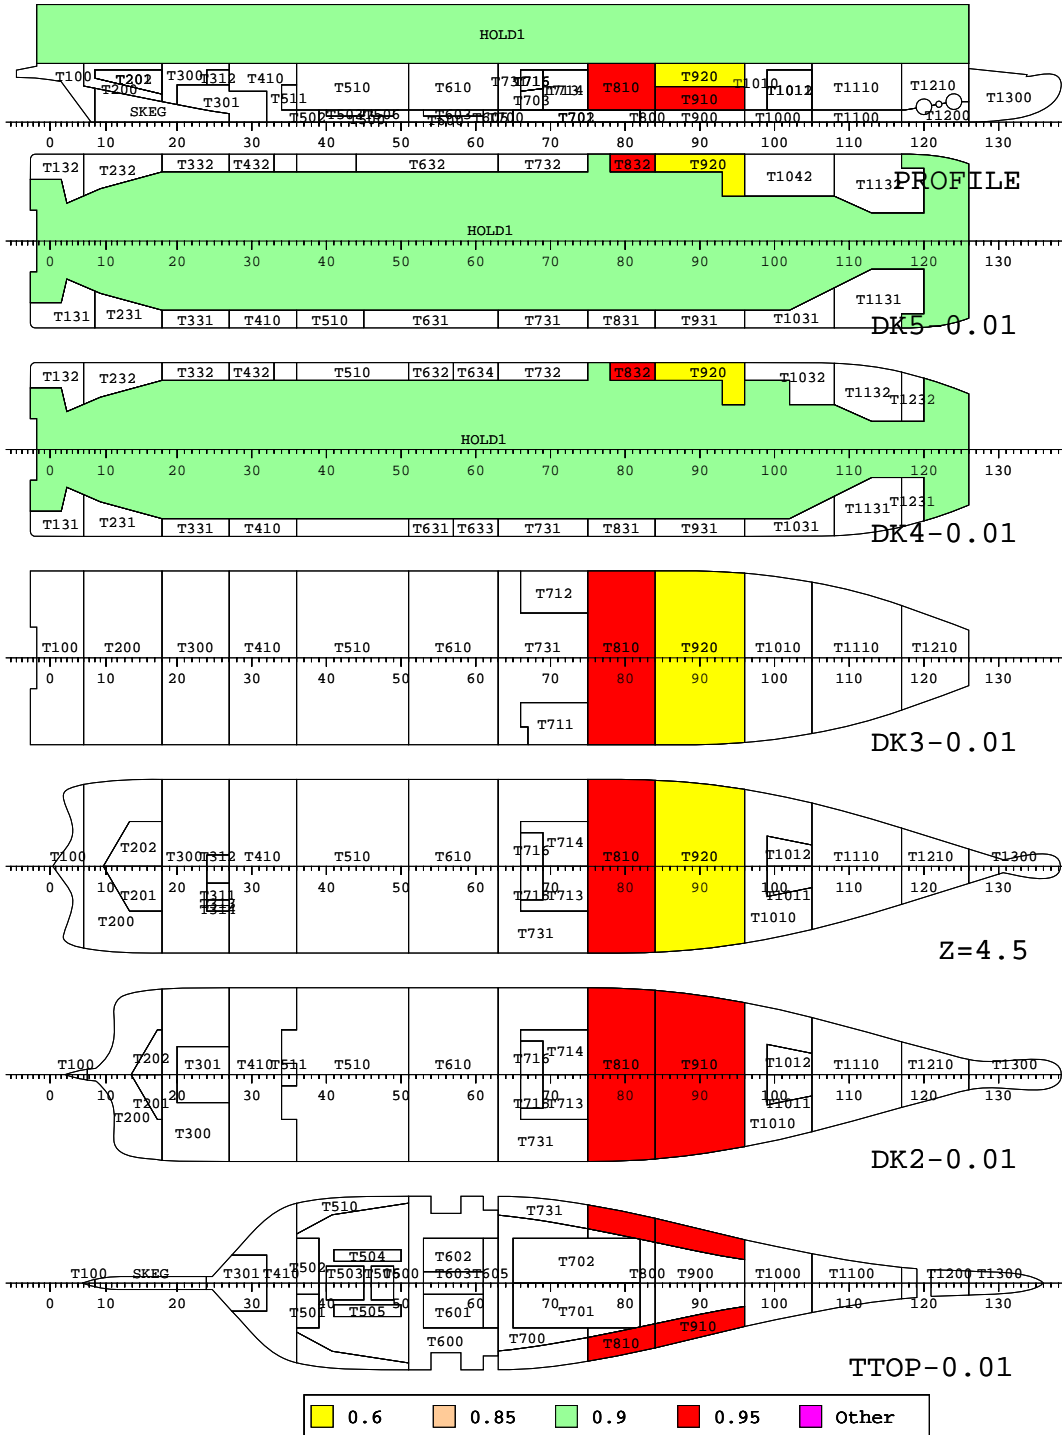 HOLD1
T100 T201 T202 T300 T312 T410 T510 T610 T810 T920 T1010 T1110 T1210 T1300
T200 T301 T511 T703 T713 T714 T910 T1012
SKEG T502 T702 T800 T900 T1000 T1100 T1200
0 10 20 30 40 50 60 70 80 90 100 110 120 130
PROFILE
T132 T232 T332 T432 T632 T732 T832 T920 T1042 T1132
HOLD1
0 10 20 30 40 50 60 70 80 90 100 110 120 130
T131 T231 T331 T410 T510 T631 T731 T831 T931 T1031 T1131
DK5-0.01
T132 T232 T332 T432 T510 T632 T634 T732 T832 T920 T1032 T1132 T1232
HOLD1
0 10 20 30 40 50 60 70 80 90 100 110 120 130
T131 T231 T331 T410 T631 T633 T731 T831 T931 T1031 T1131 T1231
DK4-0.01
T712
T100 T200 T300 T410 T510 T610 T731 T810 T920 T1010 T1110 T1210
0 10 20 30 40 50 60 70 80 90 100 110 120 130
T711
DK3-0.01
T202 T714
T100 T300 T312 T410 T510 T610 T716 T810 T920 T1012 T1110 T1210 T1300
0 10 20 30 40 50 60 70 80 90 100 110 120 130
T201 T311 T713 T1011
T200 T314 T731 T1010
Z=4.5
T714
T100 T202 T301 T410 T511 T510 T610 T716 T810 T910 T1012 T1110 T1210 T1300
0 10 20 30 40 50 60 70 80 90 100 110 120 130
T201 T713 T1011
T200 T300 T731 T1010
DK2-0.01
T510 T731
T502 T504 T602 T702
T100 SKEG T301 T410 T503 T600 T603 T605 T800 T900 T1000 T1100 T1200 T1300
0 10 20 30 40 50 60 70 80 90 100 110 120 130
T501 T505 T601 T701
T600 T700 T810 T910
TTOP-0.01
0.6 0.85 0.9 0.95 Other